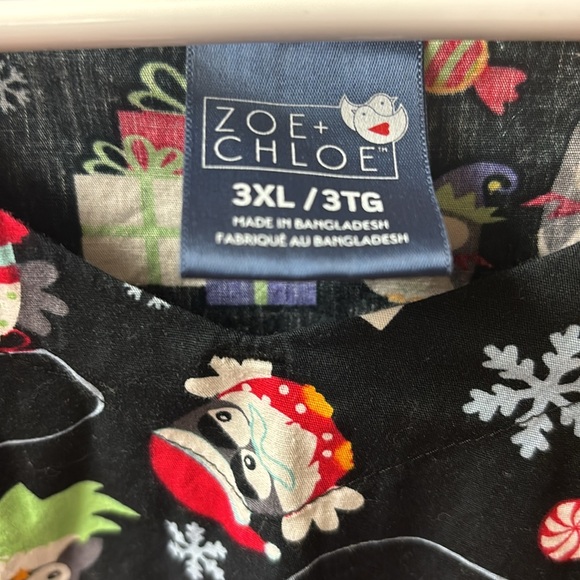 ZOE+
CHLOE™
3XL / 3TG
MADE IN BANGLADESH
FABRIQUÉ AU BANGLADESH